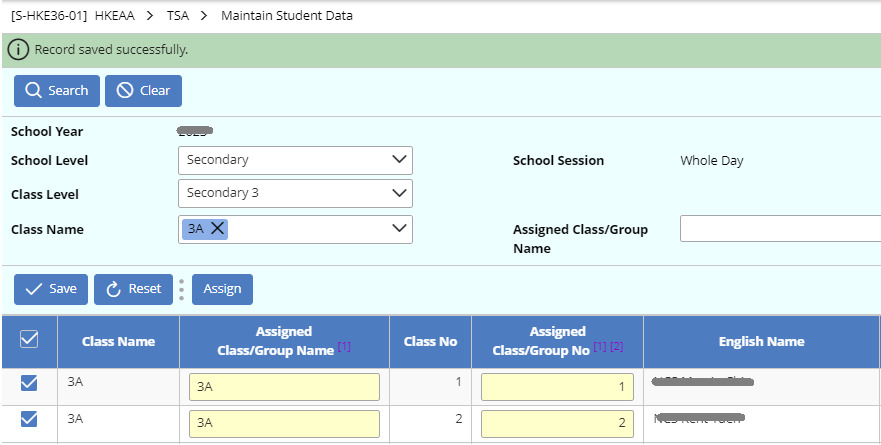 [S-HKE36-01] HKEAA > TSA > Maintain Student Data
Record saved successfully.
Search Clear
School Year
School Level Secondary School Session Whole Day
Class Level Secondary 3
Class Name 3A Assigned Class/Group Name
Save Reset Assign
Class Name Assigned Class/Group Name [1] Class No Assigned Class/Group No [1] [2] English Name
3A 3A 1 1
3A 3A 2 2